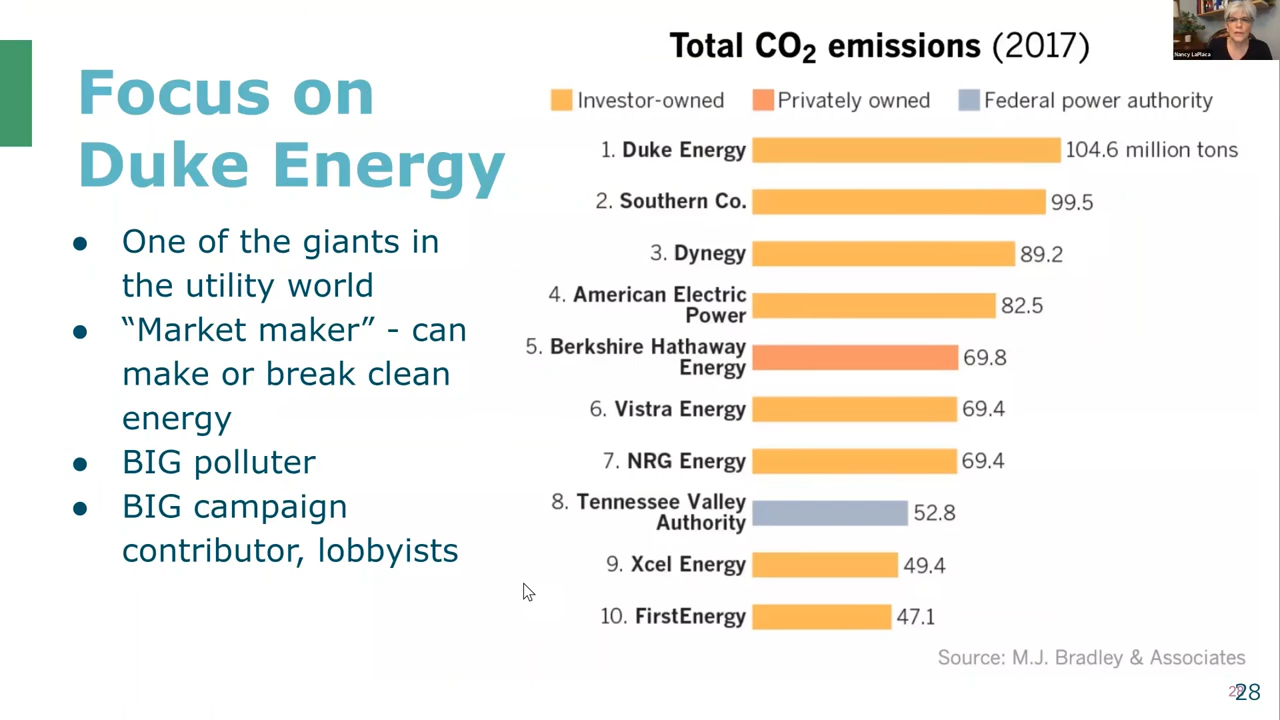 Focus on
Duke Energy
● One of the giants in
the utility world
● “Market maker” - can
make or break clean
energy
● BIG polluter
● BIG campaign
contributor, lobbyists
Total CO₂ emissions (2017)
Investor-owned Privately owned Federal power authority
1. Duke Energy 104.6 million tons
2. Southern Co. 99.5
3. Dynegy 89.2
4. American Electric
Power 82.5
5. Berkshire Hathaway
Energy 69.8
6. Vistra Energy 69.4
7. NRG Energy 69.4
8. Tennessee Valley
Authority 52.8
9. Xcel Energy 49.4
10. FirstEnergy 47.1
Source: M.J. Bradley & Associates
28
Nancy LaPlaca